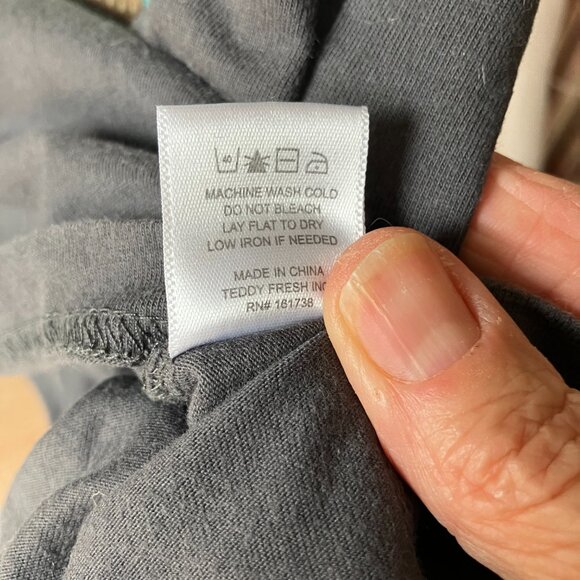 40
MACHINE WASH COLD
DO NOT BLEACH
LAY FLAT TO DRY
LOW IRON IF NEEDED
MADE IN CHINA
TEDDY FRESH INC
RN# 161738